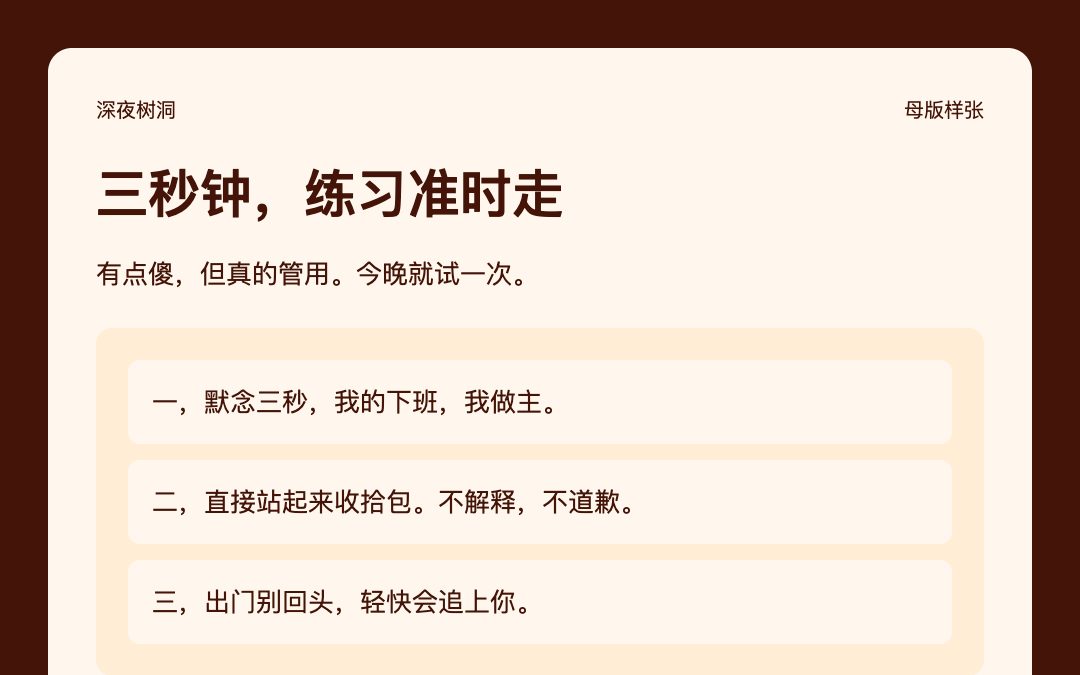 深夜树洞
母版样张
三秒钟，练习准时走
有点傻，但真的管用。今晚就试一次。
一，默念三秒，我的下班，我做主。
二，直接站起来收拾包。不解释，不道歉。
三，出门别回头，轻快会追上你。